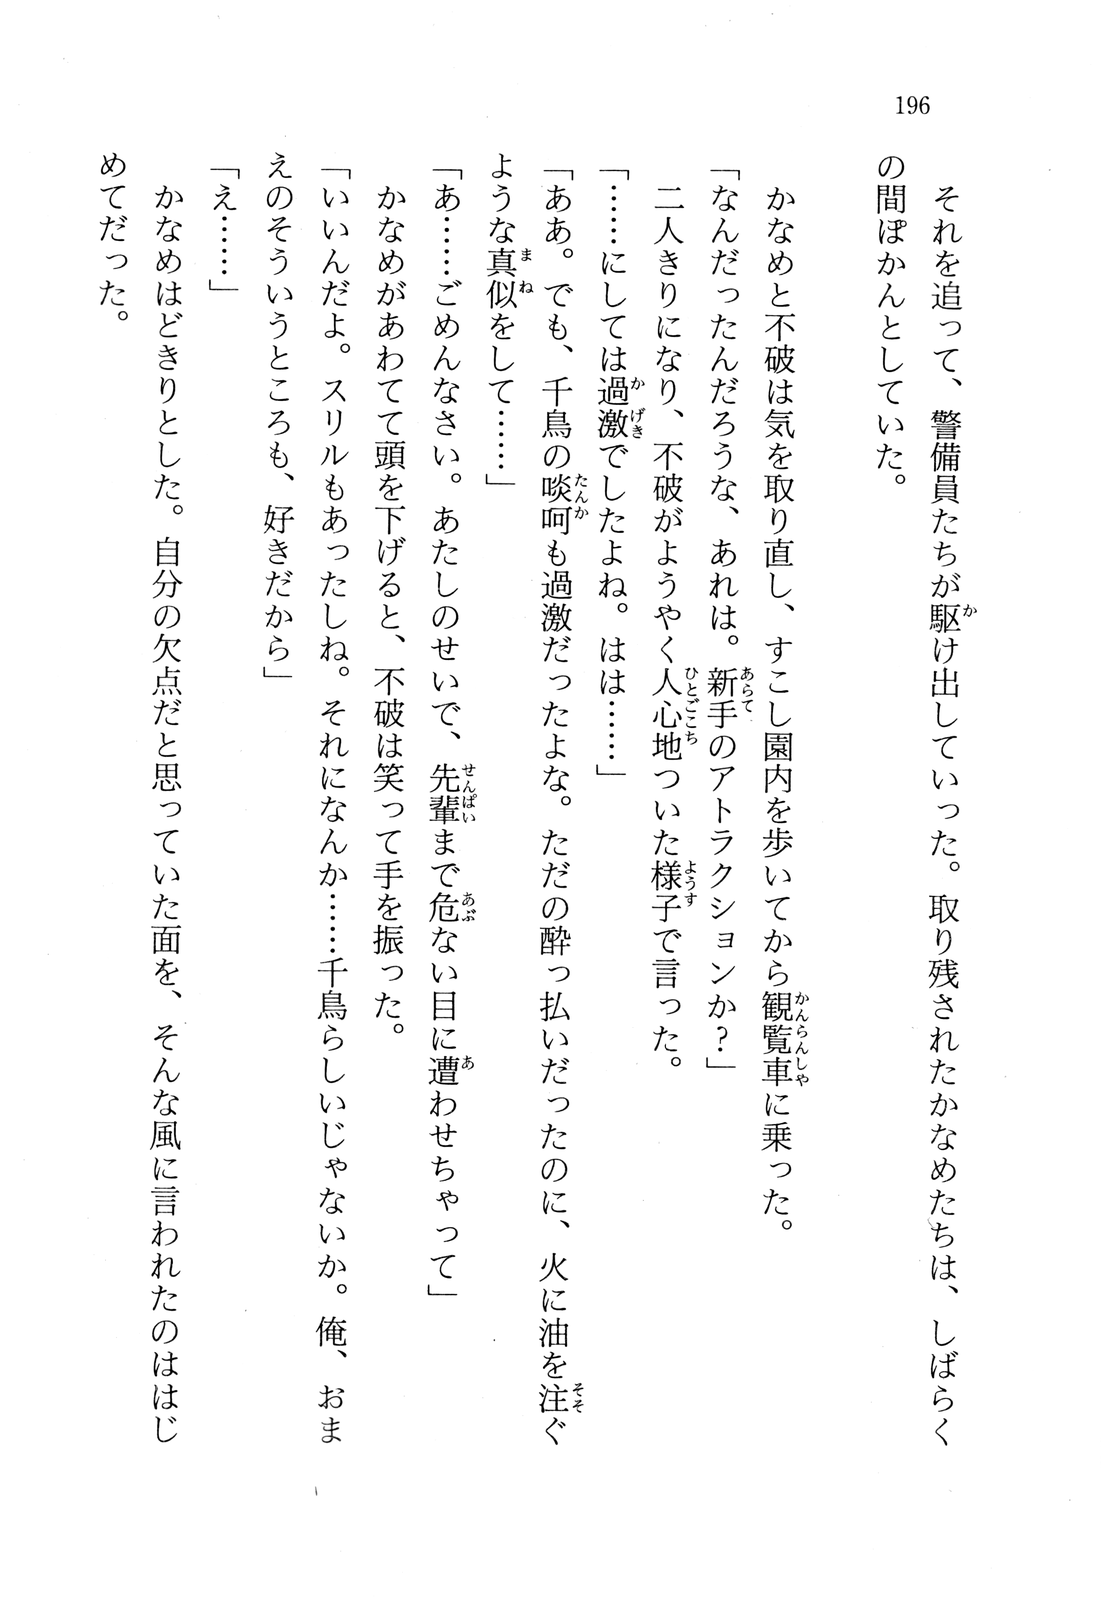 196
それを追って、警備員たちが駆け出していった。取り残されたかなめたちは、しばらく
の間ぽかんとしていた。
かなめと不破は気を取り直し、すこし園内を歩いてから観覧車に乗った。
「なんだったんだろうな、あれは。新手のアトラクションか？」
二人きりになり、不破がようやく人心地ついた様子で言った。
「……にしては過激でしたよね。はは……」
「ああ。でも、千鳥の啖呵も過激だったよな。ただの酔っ払いだったのに、火に油を注ぐ
ような真似をして……」
「あ……ごめんなさい。あたしのせいで、先輩まで危ない目に遭わせちゃって」
かなめがあわてて頭を下げると、不破は笑って手を振った。
「いいんだよ。スリルもあったしね。それになんか……千鳥らしいじゃないか。俺、おま
えのそういうところも、好きだから」
「え……」
かなめはどきりとした。自分の欠点だと思っていた面を、そんな風に言われたのははじ
めてだった。